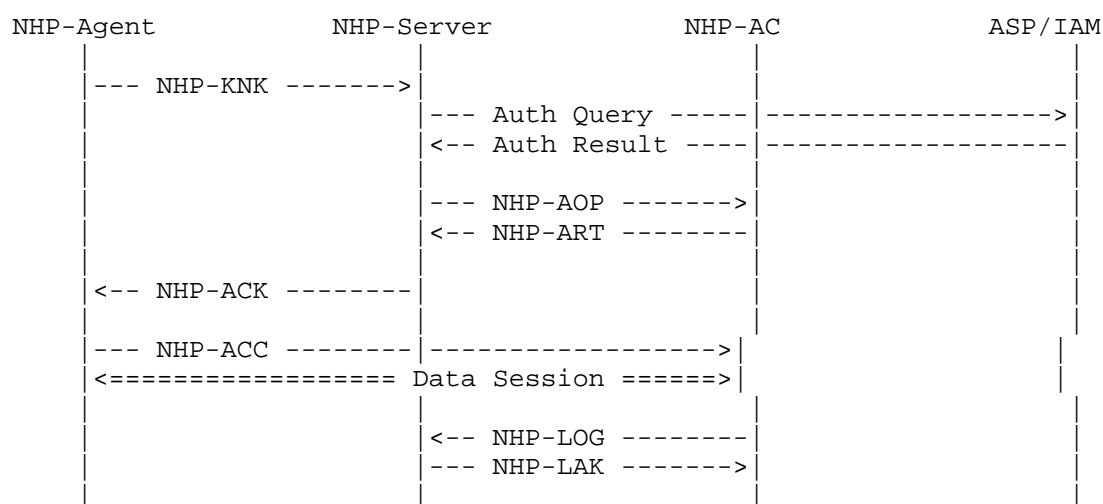 NHP-Agent NHP-Server NHP-AC ASP/IAM
NHP-KNK
Auth Query
Auth Result
NHP-AOP
NHP-ART
NHP-ACK
NHP-ACC
Data Session
NHP-LOG
NHP-LAK